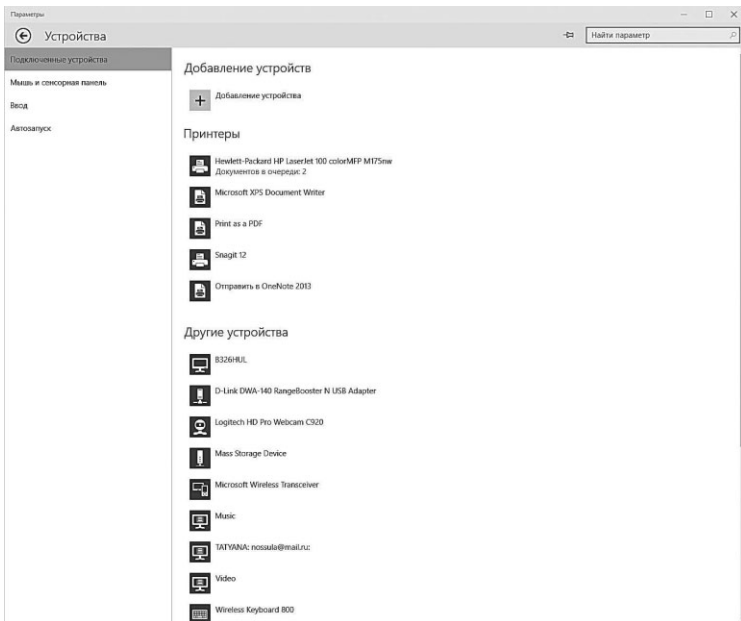 Параметры
Устройства
Найти параметр
Подключенные устройства
Мышь и сенсорная панель
Ввод
Автозапуск
Добавление устройств
Добавление устройства
Принтеры
Hewlett-Packard HP LaserJet 100 colorMFP M175nw
Документов в очереди: 2
Microsoft XPS Document Writer
Print as a PDF
Snagit 12
Отправить в OneNote 2013
Другие устройства
B326HUL
D-Link DWA-140 RangeBooster N USB Adapter
Logitech HD Pro Webcam C920
Mass Storage Device
Microsoft Wireless Transceiver
Music
TATYANA: nossula@mail.ru:
Video
Wireless Keyboard 800